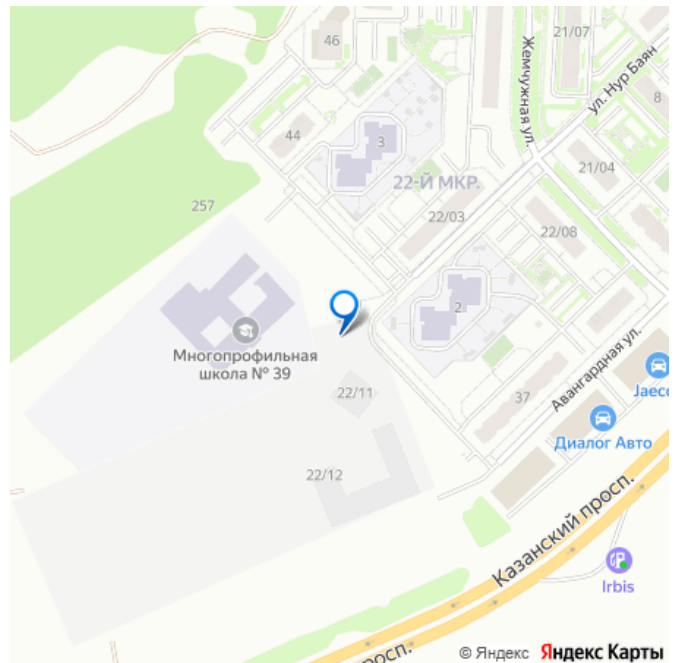 46
21/07
Жемчужная ул.
ул. Нур Баян
8
44
3
22-Й МКР.
21/04
257
22/03
22/08
2
Многопрофильная
школа № 39
22/11
37
Авангардная ул.
Jaeco
Диалог Авто
22/12
Казанский просп.
Irbis
просп.
© Яндекс Яндекс Карты